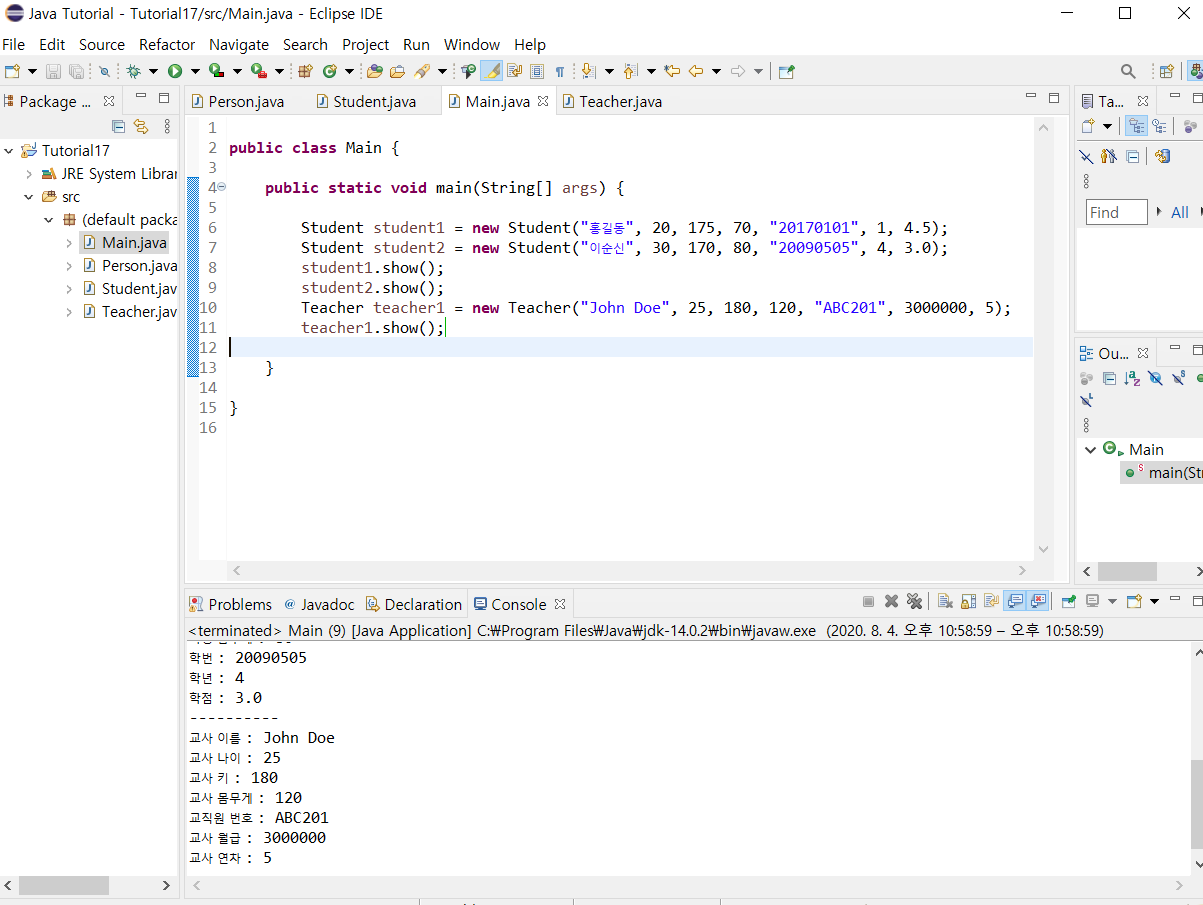 Java Tutorial - Tutorial17/src/Main.java - Eclipse IDE
File Edit Source Refactor Navigate Search Project Run Window Help
Package ...
Person.java Student.java Main.java Teacher.java
Ta...
Tutorial17
JRE System Librar
src
(default packa
Main.java
Person.java
Student.jav
Teacher.jav
1
2 public class Main {
3
4 public static void main(String[] args) {
5
6 Student student1 = new Student("홍길동", 20, 175, 70, "20170101", 1, 4.5);
7 Student student2 = new Student("이순신", 30, 170, 80, "20090505", 4, 3.0);
8 student1.show();
9 student2.show();
10 Teacher teacher1 = new Teacher("John Doe", 25, 180, 120, "ABC201", 3000000, 5);
11 teacher1.show();
12
13 }
14
15 }
16
Find All
Ou...
Main
main(Str
Problems @ Javadoc Declaration Console
<terminated> Main (9) [Java Application] C:₩Program Files₩Java₩jdk-14.0.2₩bin₩javaw.exe (2020. 8. 4. 오후 10:58:59 – 오후 10:58:59)
학번 : 20090505
학년 : 4
학점 : 3.0
----------
교사 이름 : John Doe
교사 나이 : 25
교사 키 : 180
교사 몸무게 : 120
교직원 번호 : ABC201
교사 월급 : 3000000
교사 연차 : 5